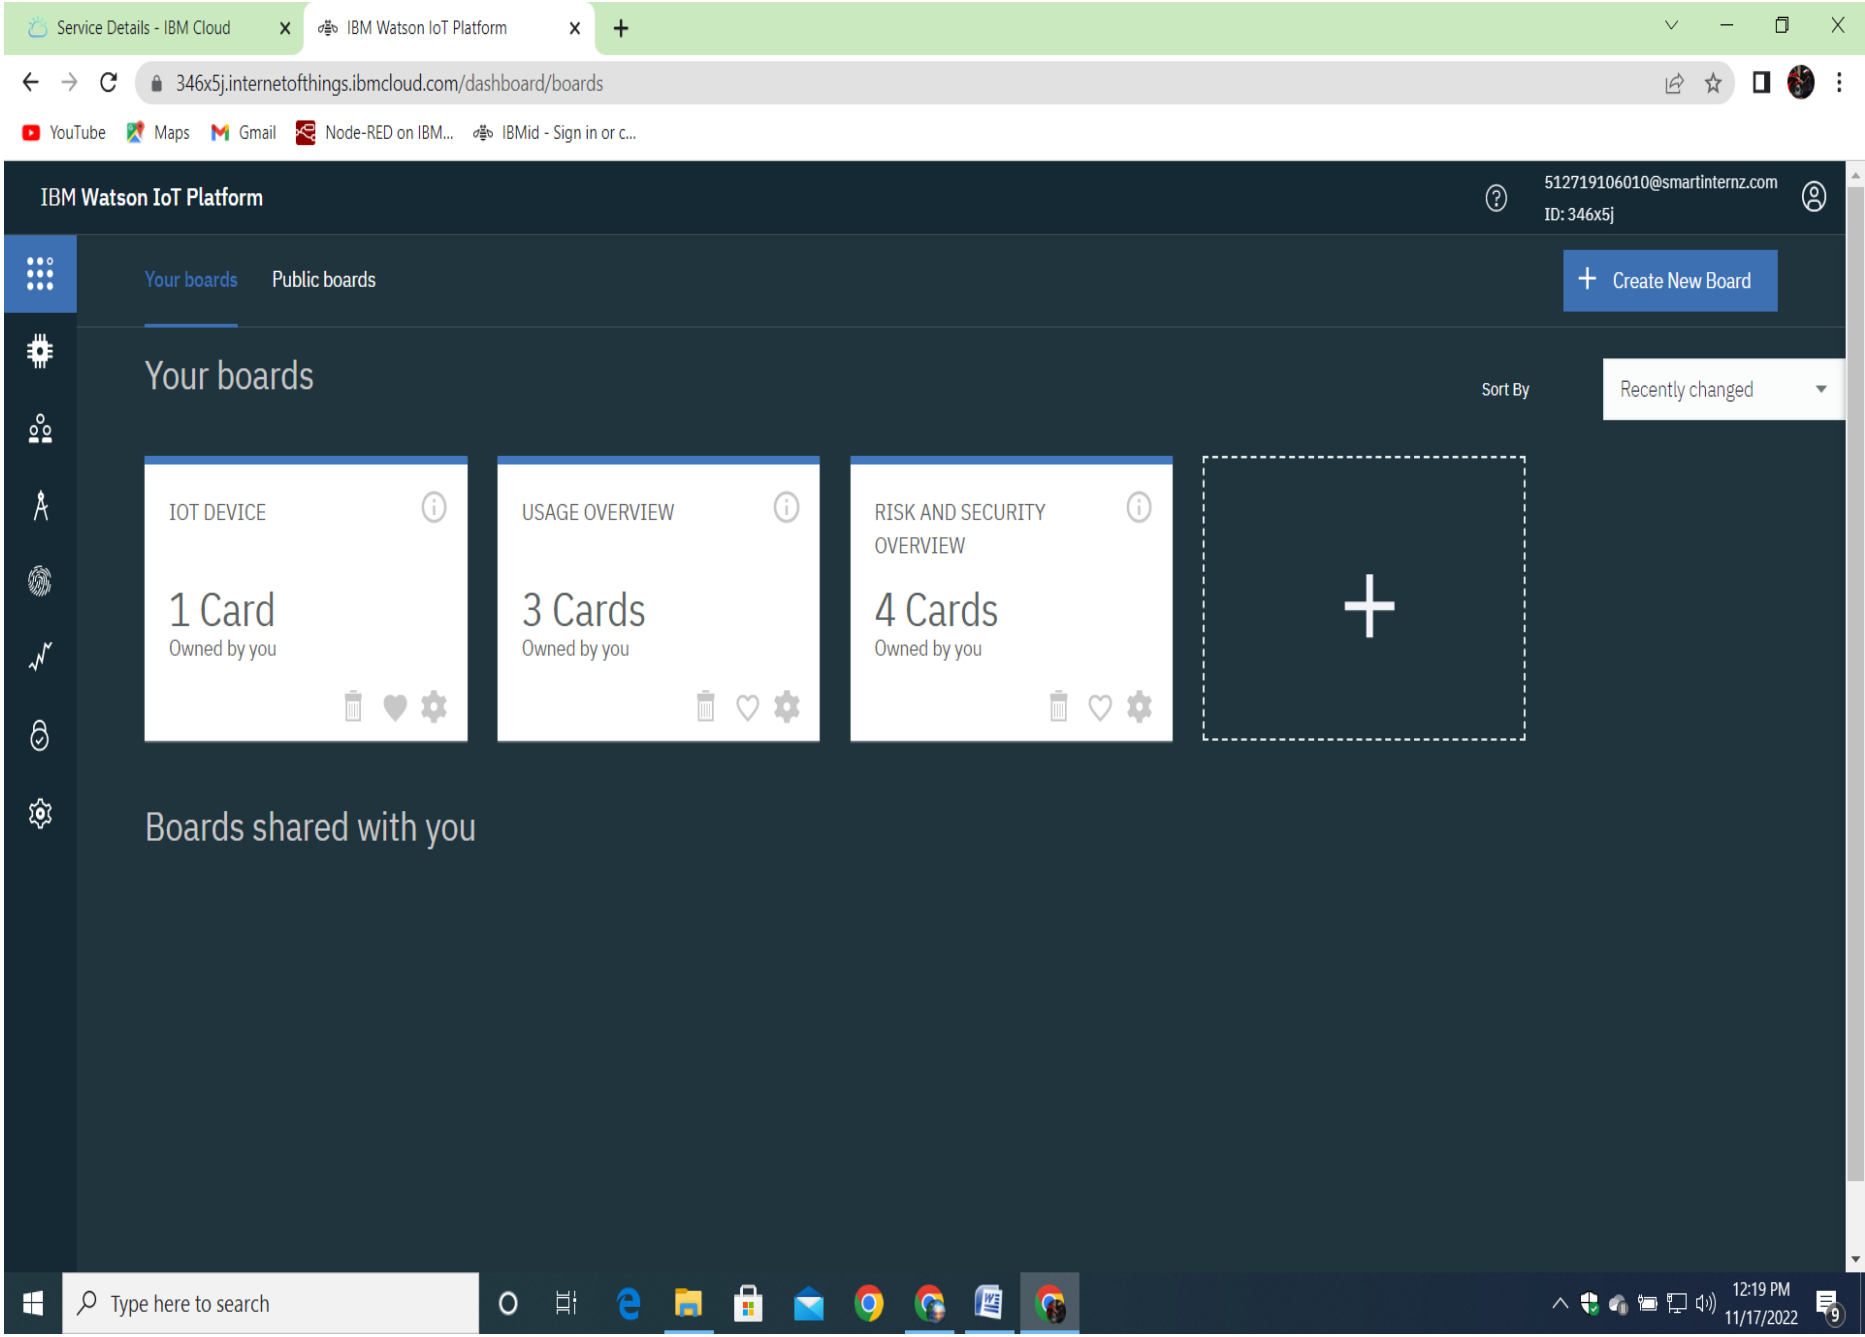 Service Details - IBM Cloud
IBM Watson IoT Platform
346x5j.internetofthings.ibmcloud.com/dashboard/boards
YouTube Maps Gmail Node-RED on IBM... IBMid - Sign in or c...
IBM Watson IoT Platform
512719106010@smartinternz.com
ID: 346x5j
Your boards Public boards
Create New Board
Your boards
Sort By
Recently changed
IOT DEVICE
1 Card
Owned by you
USAGE OVERVIEW
3 Cards
Owned by you
RISK AND SECURITY
OVERVIEW
4 Cards
Owned by you
Boards shared with you
Type here to search
12:19 PM
11/17/2022
9